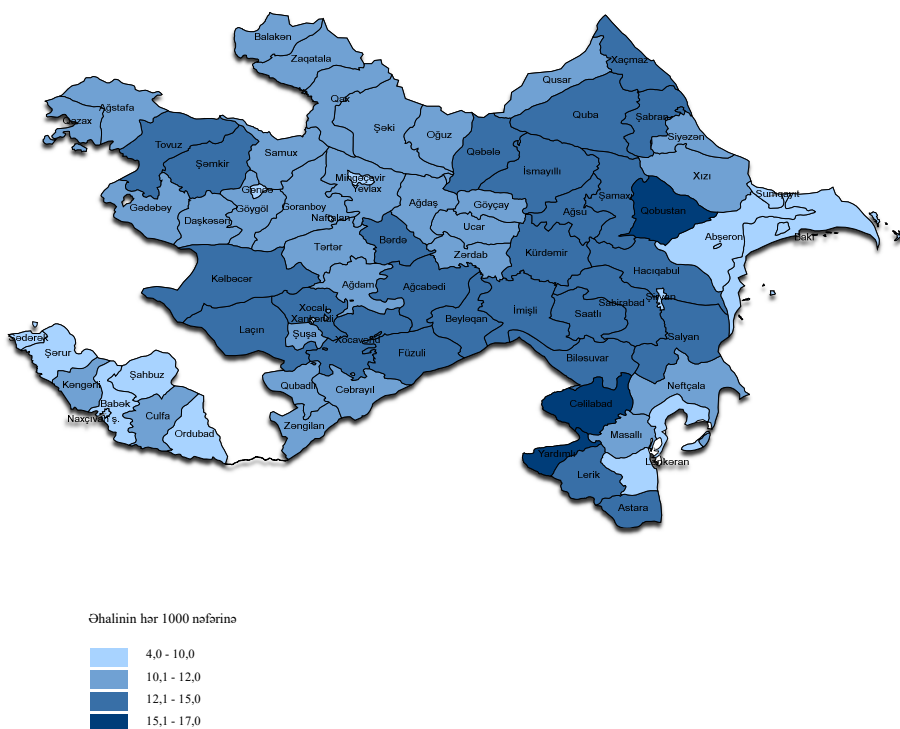 Balakən
Zaqatala
Xaçmaz
Qusar
Qax
Ağstafa
Qazax
Quba
Şabran
Şəki
Oğuz
Siyəzən
Tovuz
Samux
Qəbələ
Şəmkir
İsmayıllı
Xızı
Mingəçevir
Yevlax
Gəncə
Sumqayıt
Şamaxı
Ağdaş
Göyçay
Gədəbəy
Göygöl
Goranboy
Qobustan
Daşkəsən
Naftalan
Ağsu
Ucar
Bərdə
Abşeron
Bakı
Tərtər
Zərdab
Kürdəmir
Hacıqabul
Kəlbəcər
Ağdam
Ağcabədi
Şirvan
Sabirabad
Xocalı
İmişli
Saatlı
Xankəndi
Beyləqan
Laçın
Şuşa
Xocavənd
Salyan
Sədərək
Şərur
Füzuli
Biləsuvar
Şahbuz
Kəngərli
Qubadlı
Cəbrayıl
Neftçala
Babək
Cəlilabad
Naxçıvan ş.
Culfa
Zəngilan
Ordubad
Masallı
Yardımlı
Lənkəran
Lerik
Astara
Əhalinin hər 1000 nəfərinə
4,0 - 10,0
10,1 - 12,0
12,1 - 15,0
15,1 - 17,0